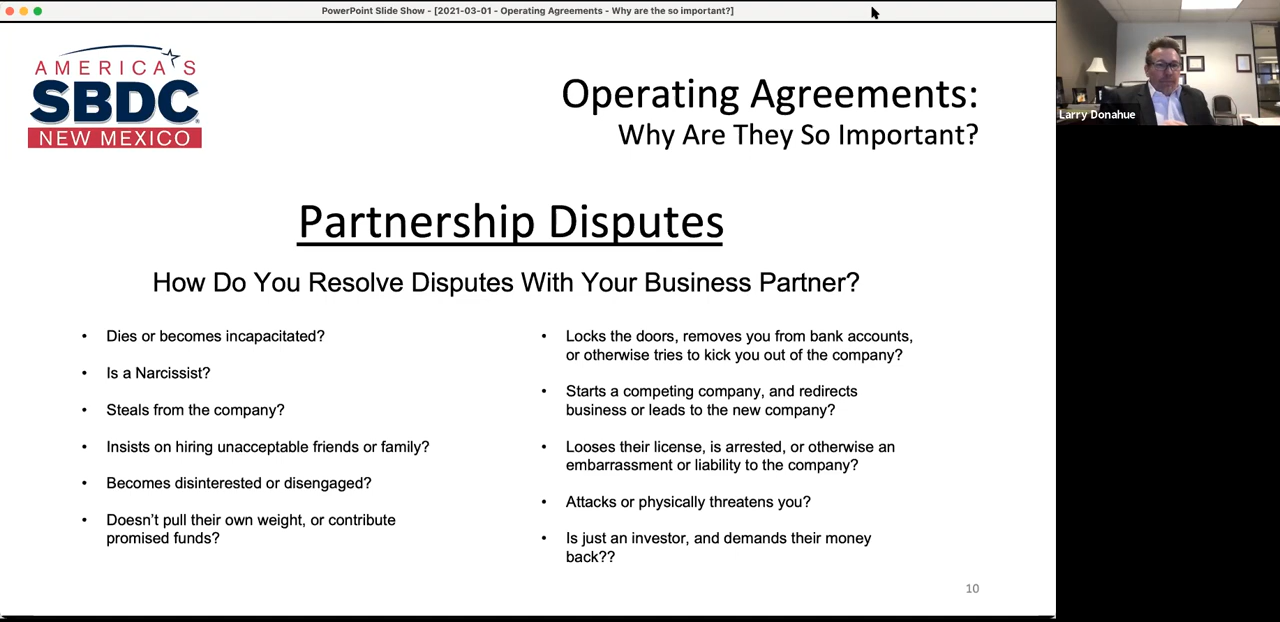 PowerPoint Slide Show - [2021-03-01 - Operating Agreements - Why are the so important?]
AMERICA'S
SBDC®
NEW MEXICO
Operating Agreements:
Why Are They So Important?
Larry Donahue
Partnership Disputes
How Do You Resolve Disputes With Your Business Partner?
• Dies or becomes incapacitated?
• Is a Narcissist?
• Steals from the company?
• Insists on hiring unacceptable friends or family?
• Becomes disinterested or disengaged?
• Doesn’t pull their own weight, or contribute
promised funds?
• Locks the doors, removes you from bank accounts,
or otherwise tries to kick you out of the company?
• Starts a competing company, and redirects
business or leads to the new company?
• Looses their license, is arrested, or otherwise an
embarrassment or liability to the company?
• Attacks or physically threatens you?
• Is just an investor, and demands their money
back??
10